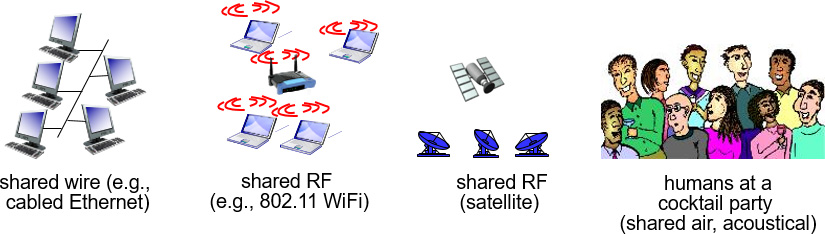 shared wire (e.g.,
cabled Ethernet)
shared RF
(e.g., 802.11 WiFi)
shared RF
(satellite)
humans at a
cocktail party
(shared air, acoustical)